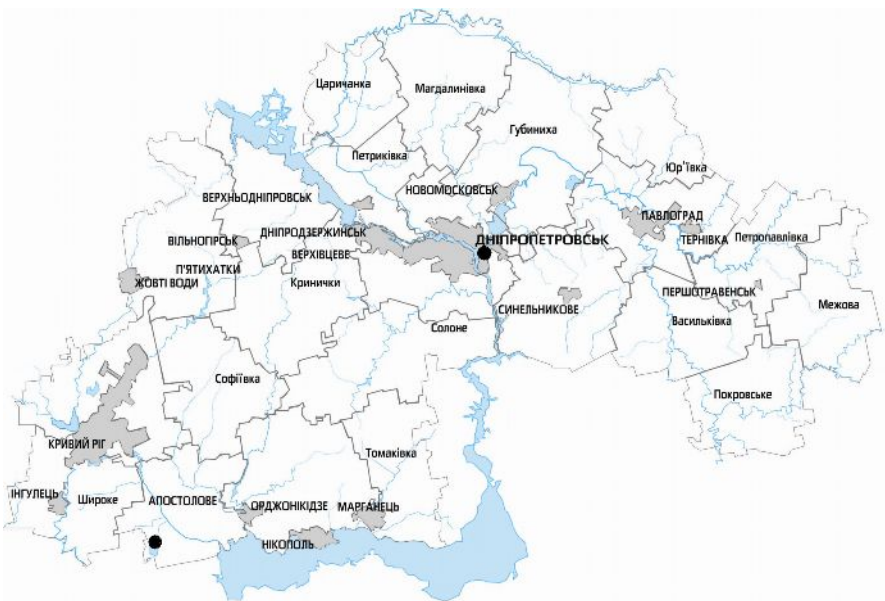 Царичанка
Магдалинівка
Губиниха
Петриківка
Юр'ївка
НОВОМОСКОВСЬК
ВЕРХНЬОДНІПРОВСЬК
ПАВЛОГРАД
ДНІПРОДЗЕРЖИНСЬК
ТЕРНІВКА
Петропавлівка
ВІЛЬНОГІРСЬК
ДНІПРОПЕТРОВСЬК
ВЕРХІВЦЕВЕ
П'ЯТИХАТКИ
ЖОВТІ ВОДИ
Кринички
ПЕРШОТРАВЕНСЬК
СИНЕЛЬНИКОВЕ
Межова
Солоне
Васильківка
Софіївка
Покровське
КРИВИЙ РІГ
Томаківка
ІНГУЛЕЦЬ
Широке
АПОСТОЛОВЕ
ОРДЖОНІКІДЗЕ
МАРГАНЕЦЬ
НІКОПОЛЬ